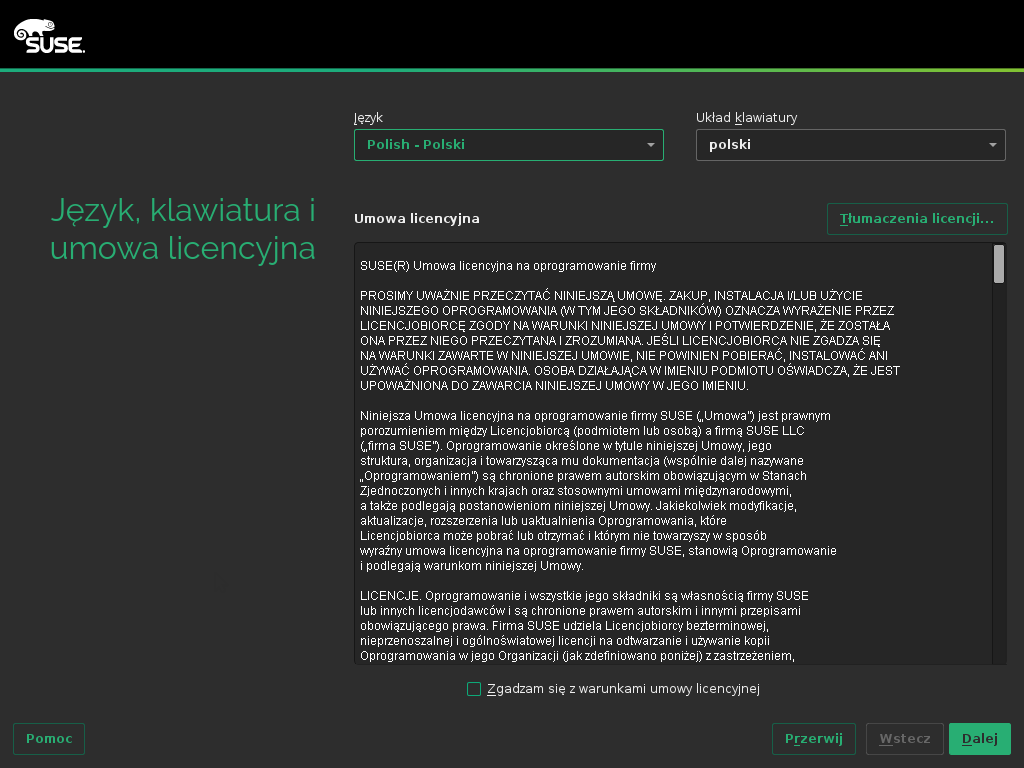 SUSE
Język
Układ klawiatury
Polish - Polski
polski
Język, klawiatura i
umowa licencyjna
Umowa licencyjna
Tłumaczenia licencji...
SUSE(R) Umowa licencyjna na oprogramowanie firmy
PROSIMY UWAŻNIE PRZECZYTAĆ NINIEJSZĄ UMOWĘ. ZAKUP, INSTALACJA I/LUB UŻYCIE
NINIEJSZEGO OPROGRAMOWANIA (W TYM JEGO SKŁADNIKÓW) OZNACZA WYRAŻENIE PRZEZ
LICENCJOBIORCĘ ZGODY NA WARUNKI NINIEJSZEJ UMOWY I POTWIERDZENIE, ŻE ZOSTAŁA
ONA PRZEZ NIEGO PRZECZYTANA I ZROZUMIANA. JEŚLI LICENCJOBIORCA NIE ZGADZA SIĘ
NA WARUNKI ZAWARTE W NINIEJSZEJ UMOWIE, NIE POWINIEN POBIERAĆ, INSTALOWAĆ ANI
UŻYWAĆ OPROGRAMOWANIA. OSOBA DZIAŁAJĄCA W IMIENIU PODMIOTU OŚWIADCZA, ŻE JEST
UPOWAŻNIONA DO ZAWARCIA NINIEJSZEJ UMOWY W JEGO IMIENIU.
Niniejsza Umowa licencyjna na oprogramowanie firmy SUSE („Umowa”) jest prawnym
porozumieniem między Licencjobiorcą (podmiotem lub osobą) a firmą SUSE LLC
(„firma SUSE”). Oprogramowanie określone w tytule niniejszej Umowy, jego
struktura, organizacja i towarzysząca mu dokumentacja (wspólnie dalej nazywane
„Oprogramowaniem”) są chronione prawem autorskim obowiązującym w Stanach
Zjednoczonych i innych krajach oraz stosownymi umowami międzynarodowymi,
a także podlegają postanowieniom niniejszej Umowy. Jakiekolwiek modyfikacje,
aktualizacje, rozszerzenia lub uaktualnienia Oprogramowania, które
Licencjobiorca może pobrać lub otrzymać i którym nie towarzyszy w sposób
wyraźny umowa licencyjna na oprogramowanie firmy SUSE, stanowią Oprogramowanie
i podlegają warunkom niniejszej Umowy.
LICENCJE. Oprogramowanie i wszystkie jego składniki są własnością firmy SUSE
lub innych licencjodawców i są chronione prawem autorskim i innymi przepisami
obowiązującego prawa. Firma SUSE udziela Licencjobiorcy bezterminowej,
nieprzenoszalnej i ogólnoświatowej licencji na odtwarzanie i używanie kopii
Oprogramowania w jego Organizacji (jak zdefiniowano poniżej) z zastrzeżeniem,
Zgadzam się z warunkami umowy licencyjnej
Pomoc
Przerwij
Wstecz
Dalej